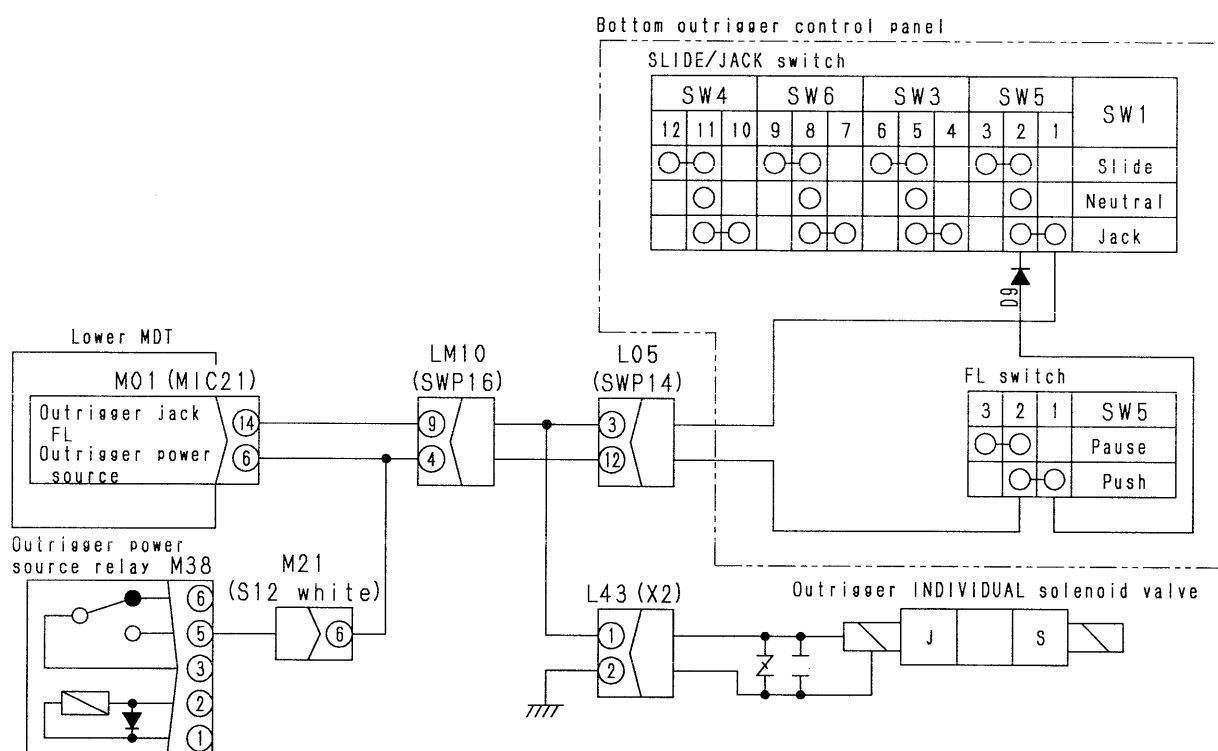 Bottom outrigger control panel
SLIDE/JACK switch
SW4 SW6 SW3 SW5 SW1
12 11 10 9 8 7 6 5 4 3 2 1
Slide
Neutral
Jack
D9
Lower MDT
M01 (MIC21)
Outrigger jack
FL
14
Outrigger power
source
6
LM10
(SWP16)
9
4
L05
(SWP14)
3
12
FL switch
3 2 1 SW5
Pause
Push
Outrigger power
source relay M38
6
5
3
2
1
M21
(S12 white)
6
L43 (X2)
1
2
Outrigger INDIVIDUAL solenoid valve
J S